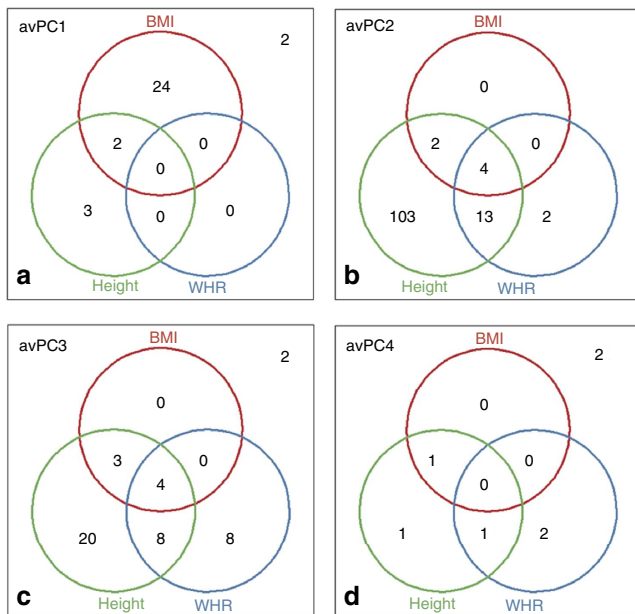 avPC1
BMI
2
24
2
0
0
3
0
0
a
Height
WHR
avPC2
BMI
0
2
0
4
103
13
2
b
Height
WHR
avPC3
BMI
2
0
3
0
4
20
8
8
c
Height
WHR
avPC4
BMI
2
0
1
0
0
1
1
2
d
Height
WHR